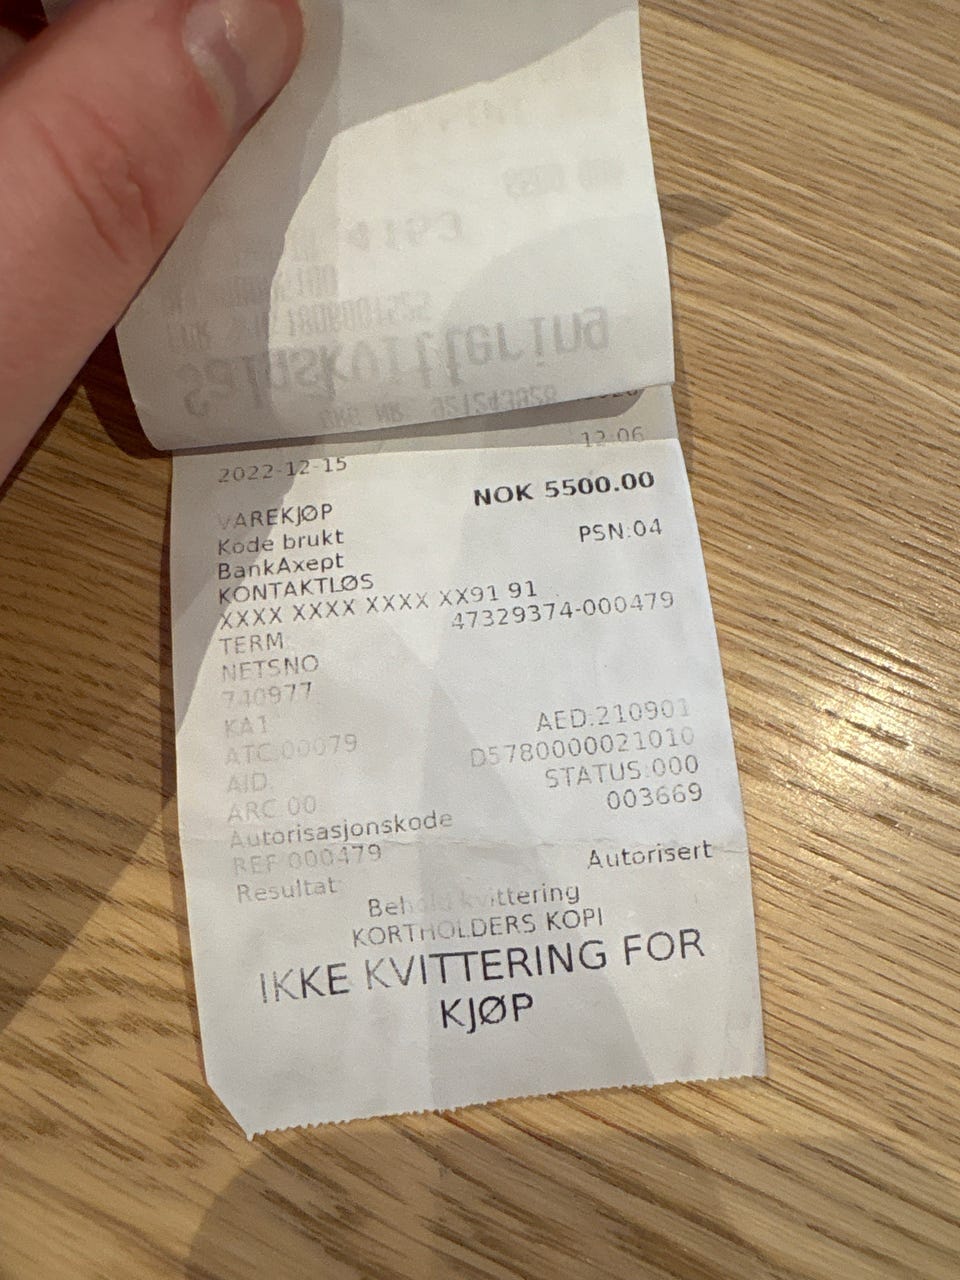 Salgskvittering
2022-12-15 12:06
VAREKJØP NOK 5500.00
Kode brukt
BankAxept PSN:04
KONTAKTLØS
XXXX XXXX XXXX XX91 91
TERM: 47329374-000479
NETSNO
740977
KA1
ATC:00079 AED:210901
AID: D5780000021010
ARC:00 STATUS:000
Autorisasjonskode 003669
REF:000479
Resultat: Autorisert
Behold kvittering
KORTHOLDERS KOPI
IKKE KVITTERING FOR
KJØP